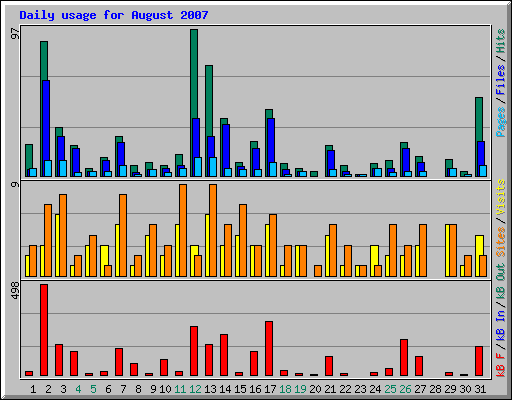 Daily usage for August 2007
97
Pages / Files / Hits
9
Sites / Visits
498
kB F / kB In / kB Out
1 2 3 4 5 6 7 8 9 10 11 12 13 14 15 16 17 18 19 20 21 22 23 24 25 26 27 28 29 30 31